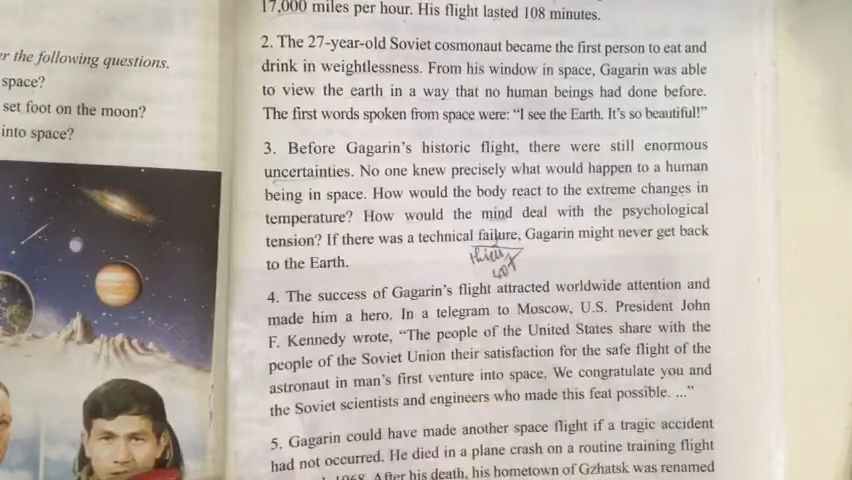 er the following questions.
space?
set foot on the moon?
into space?
17,000 miles per hour. His flight lasted 108 minutes.
2. The 27-year-old Soviet cosmonaut became the first person to eat and
drink in weightlessness. From his window in space, Gagarin was able
to view the earth in a way that no human beings had done before.
The first words spoken from space were: “I see the Earth. It’s so beautiful!”
3. Before Gagarin’s historic flight, there were still enormous
uncertainties. No one knew precisely what would happen to a human
being in space. How would the body react to the extreme changes in
temperature? How would the mind deal with the psychological
tension? If there was a technical failure, Gagarin might never get back
to the Earth.
thiếu
sót
4. The success of Gagarin’s flight attracted worldwide attention and
made him a hero. In a telegram to Moscow, U.S. President John
F. Kennedy wrote, “The people of the United States share with the
people of the Soviet Union their satisfaction for the safe flight of the
astronaut in man’s first venture into space. We congratulate you and
the Soviet scientists and engineers who made this feat possible. ...”
5. Gagarin could have made another space flight if a tragic accident
had not occurred. He died in a plane crash on a routine training flight
1968. After his death, his hometown of Gzhatsk was renamed